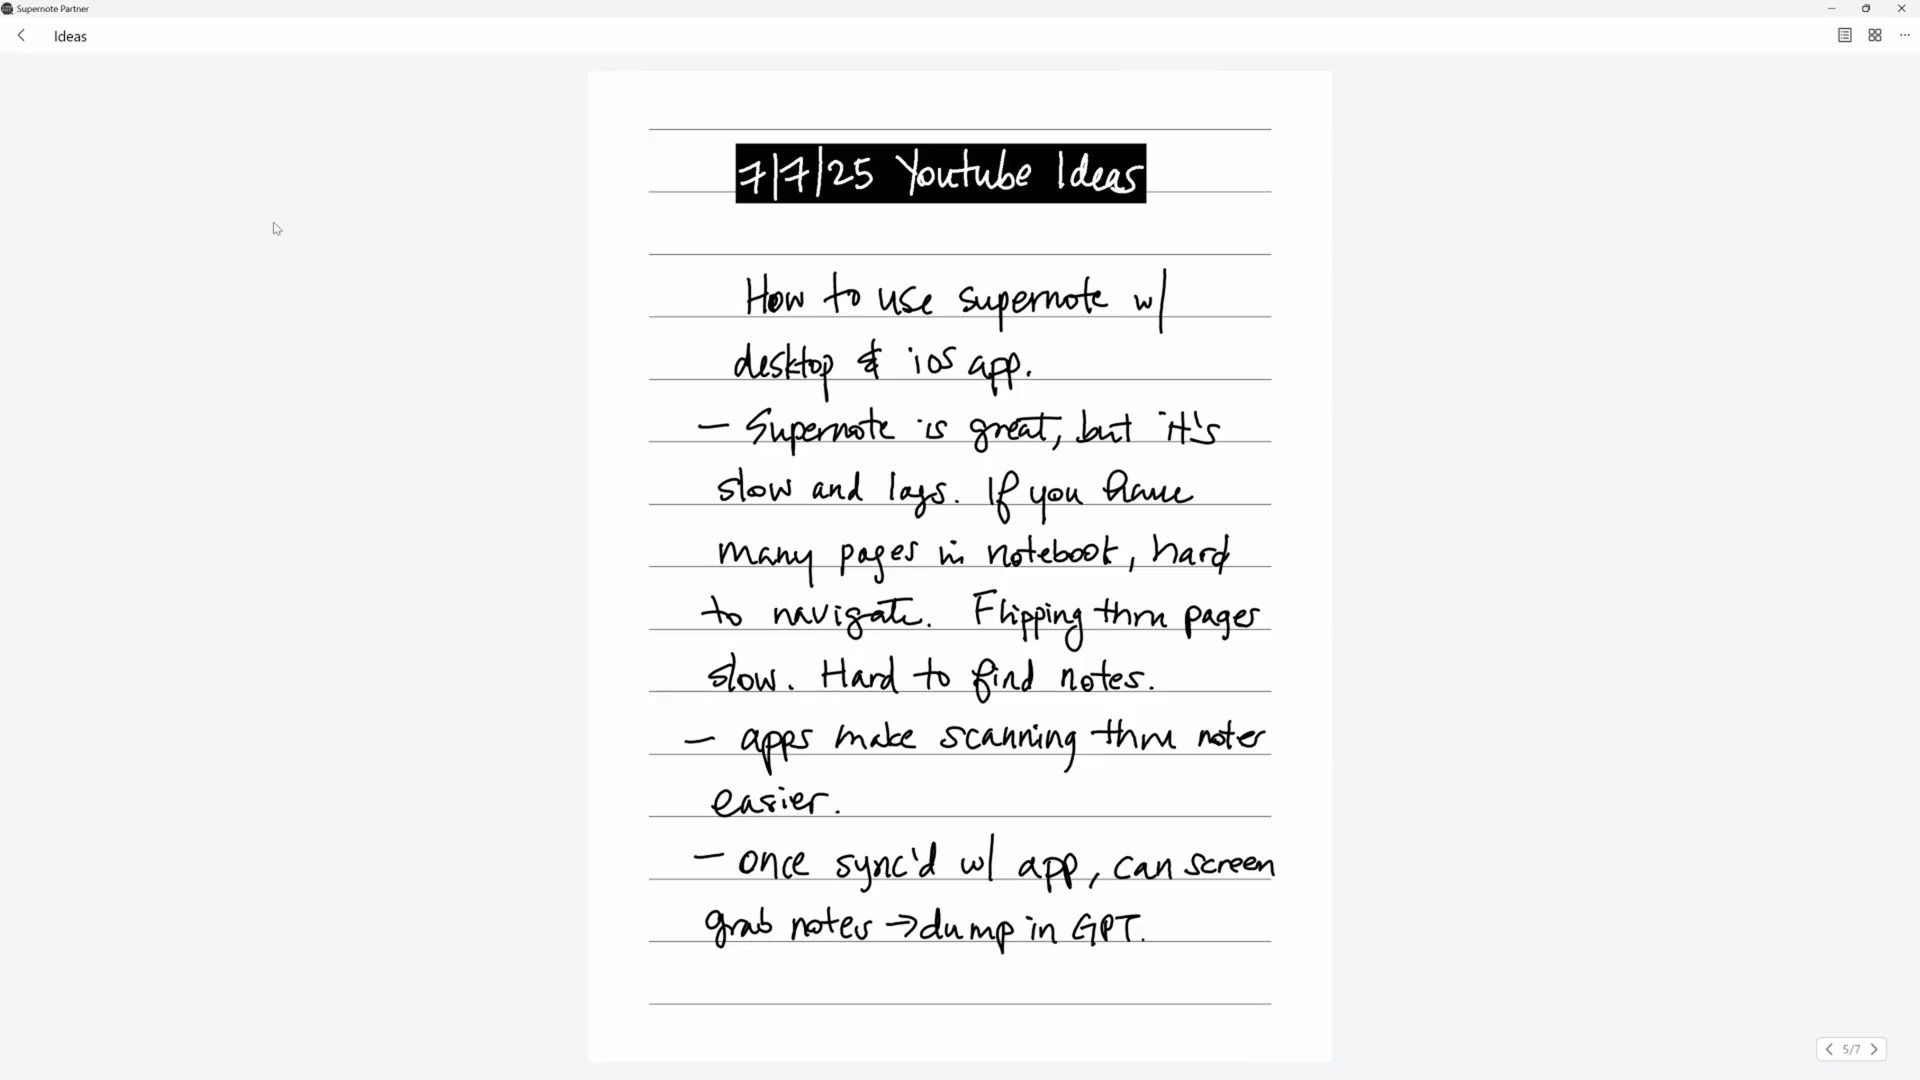 Supernote Partner
Ideas
7/7/25 Youtube Ideas
How to use supernote w/
desktop & ios app.
- Supernote is great, but it's
slow and lags. If you have
many pages in notebook, hard
to navigate. Flipping thru pages
slow. Hard to find notes.
- apps make scanning thru notes
easier.
- once sync'd w/ app, can screen
grab notes → dump in GPT.
5/7